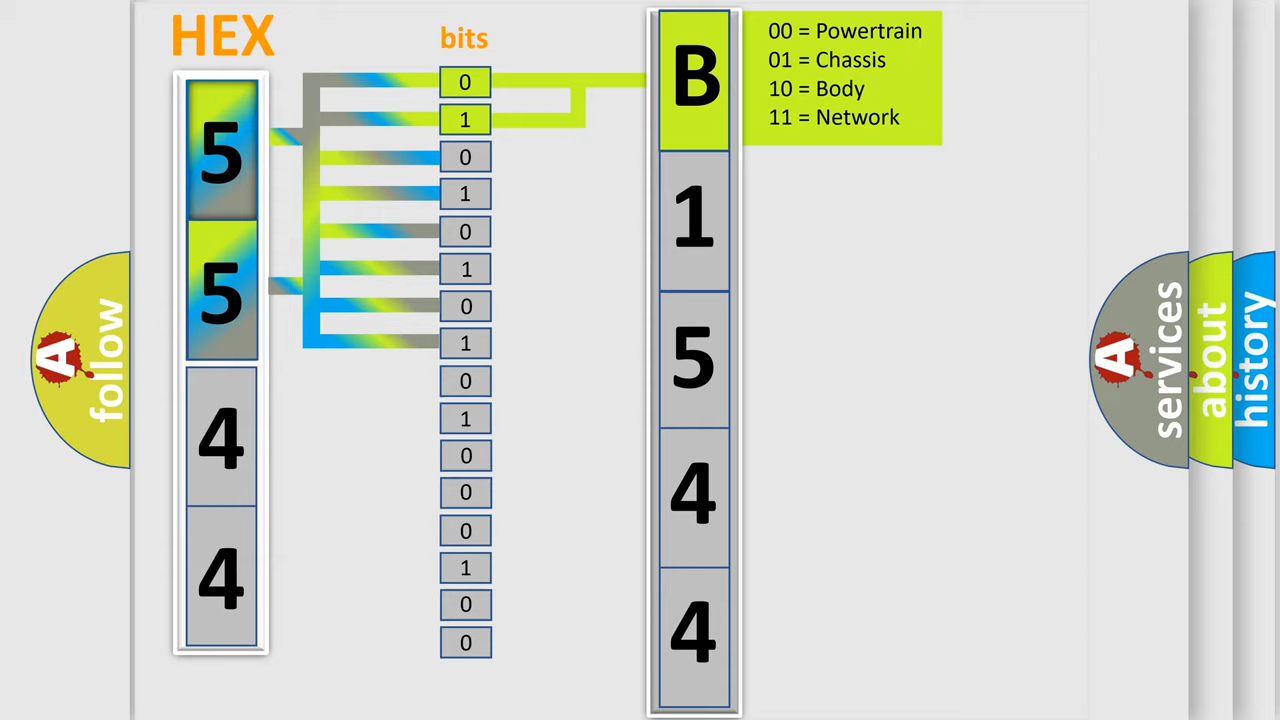 HEX
bits
5
5
4
4
0
1
0
1
0
1
0
1
0
1
0
0
0
1
0
0
B
1
5
4
4
00 = Powertrain
01 = Chassis
10 = Body
11 = Network
A
follow
A
services
about
history